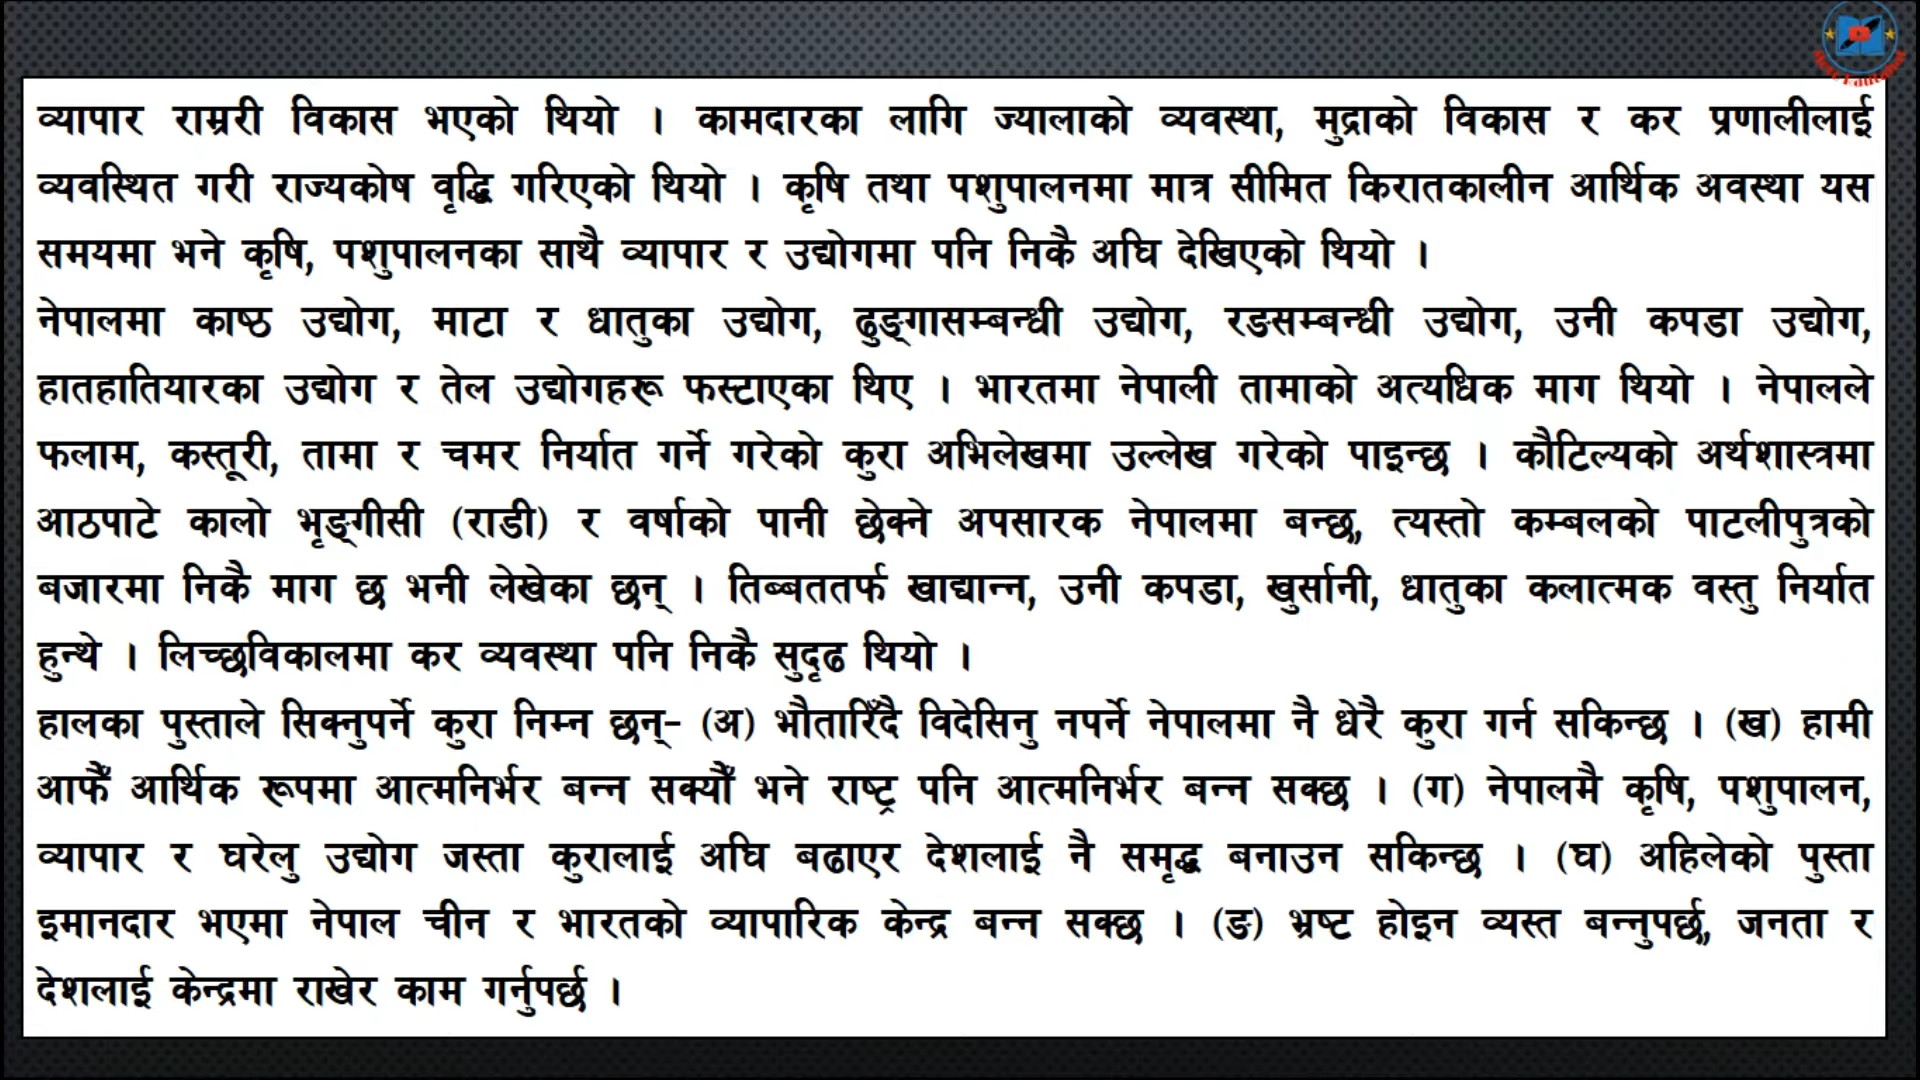 व्यापार राम्ररी विकास भएको थियो । कामदारका लागि ज्यालाको व्यवस्था, मुद्राको विकास र कर प्रणालीलाई
व्यवस्थित गरी राज्यकोष वृद्धि गरिएको थियो । कृषि तथा पशुपालनमा मात्र सीमित किरातकालीन आर्थिक अवस्था यस
समयमा भने कृषि, पशुपालनका साथै व्यापार र उद्योगमा पनि निकै अघि देखिएको थियो ।
नेपालमा काष्ठ उद्योग, माटा र धातुका उद्योग, ढुङ्गासम्बन्धी उद्योग, रङसम्बन्धी उद्योग, उनी कपडा उद्योग,
हातहातियारका उद्योग र तेल उद्योगहरू फस्टाएका थिए । भारतमा नेपाली तामाको अत्यधिक माग थियो । नेपालले
फलाम, कस्तूरी, तामा र चमर निर्यात गर्ने गरेको कुरा अभिलेखमा उल्लेख गरेको पाइन्छ । कौटिल्यको अर्थशास्त्रमा
आठपाटे कालो भृङ्गीसी (राडी) र वर्षाको पानी छेक्ने अपसारक नेपालमा बन्छ, त्यस्तो कम्बलको पाटलीपुत्रको
बजारमा निकै माग छ भनी लेखेका छन् । तिब्बततर्फ खाद्यान्न, उनी कपडा, खुर्सानी, धातुका कलात्मक वस्तु निर्यात
हुन्थे । लिच्छविकालमा कर व्यवस्था पनि निकै सुदृढ थियो ।
हालका पुस्ताले सिक्नुपर्ने कुरा निम्न छन्– (अ) भौतारिँदै विदेसिनु नपर्ने नेपालमा नै धेरै कुरा गर्न सकिन्छ । (ख) हामी
आफैँ आर्थिक रूपमा आत्मनिर्भर बन्न सक्यौँ भने राष्ट्र पनि आत्मनिर्भर बन्न सक्छ । (ग) नेपालमै कृषि, पशुपालन,
व्यापार र घरेलु उद्योग जस्ता कुरालाई अघि बढाएर देशलाई नै समृद्ध बनाउन सकिन्छ । (घ) अहिलेको पुस्ता
इमानदार भएमा नेपाल चीन र भारतको व्यापारिक केन्द्र बन्न सक्छ । (ङ) भ्रष्ट होइन व्यस्त बन्नुपर्छ, जनता र
देशलाई केन्द्रमा राखेर काम गर्नुपर्छ ।